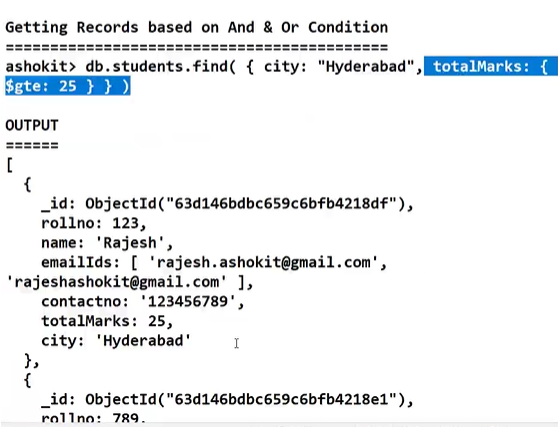 Getting Records based on And & Or Condition
===========================================
ashokit> db.students.find( { city: "Hyderabad", totalMarks: {
$gte: 25 } } )
OUTPUT
======
[
{
_id: ObjectId("63d146bdbc659c6bfb4218df"),
rollno: 123,
name: 'Rajesh',
emailIds: [ 'rajesh.ashokit@gmail.com',
'rajeshashokit@gmail.com' ],
contactno: '123456789',
totalMarks: 25,
city: 'Hyderabad'
},
{
_id: ObjectId("63d146bdbc659c6bfb4218e1"),
rollno: 789,